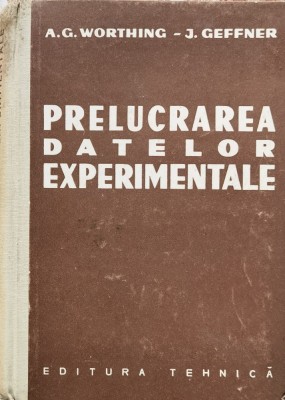 A.G. WORTHING - J. GEFFNER
PRELUCRAREA
DATELOR
EXPERIMENTALE
EDITURA TEHNICĂ